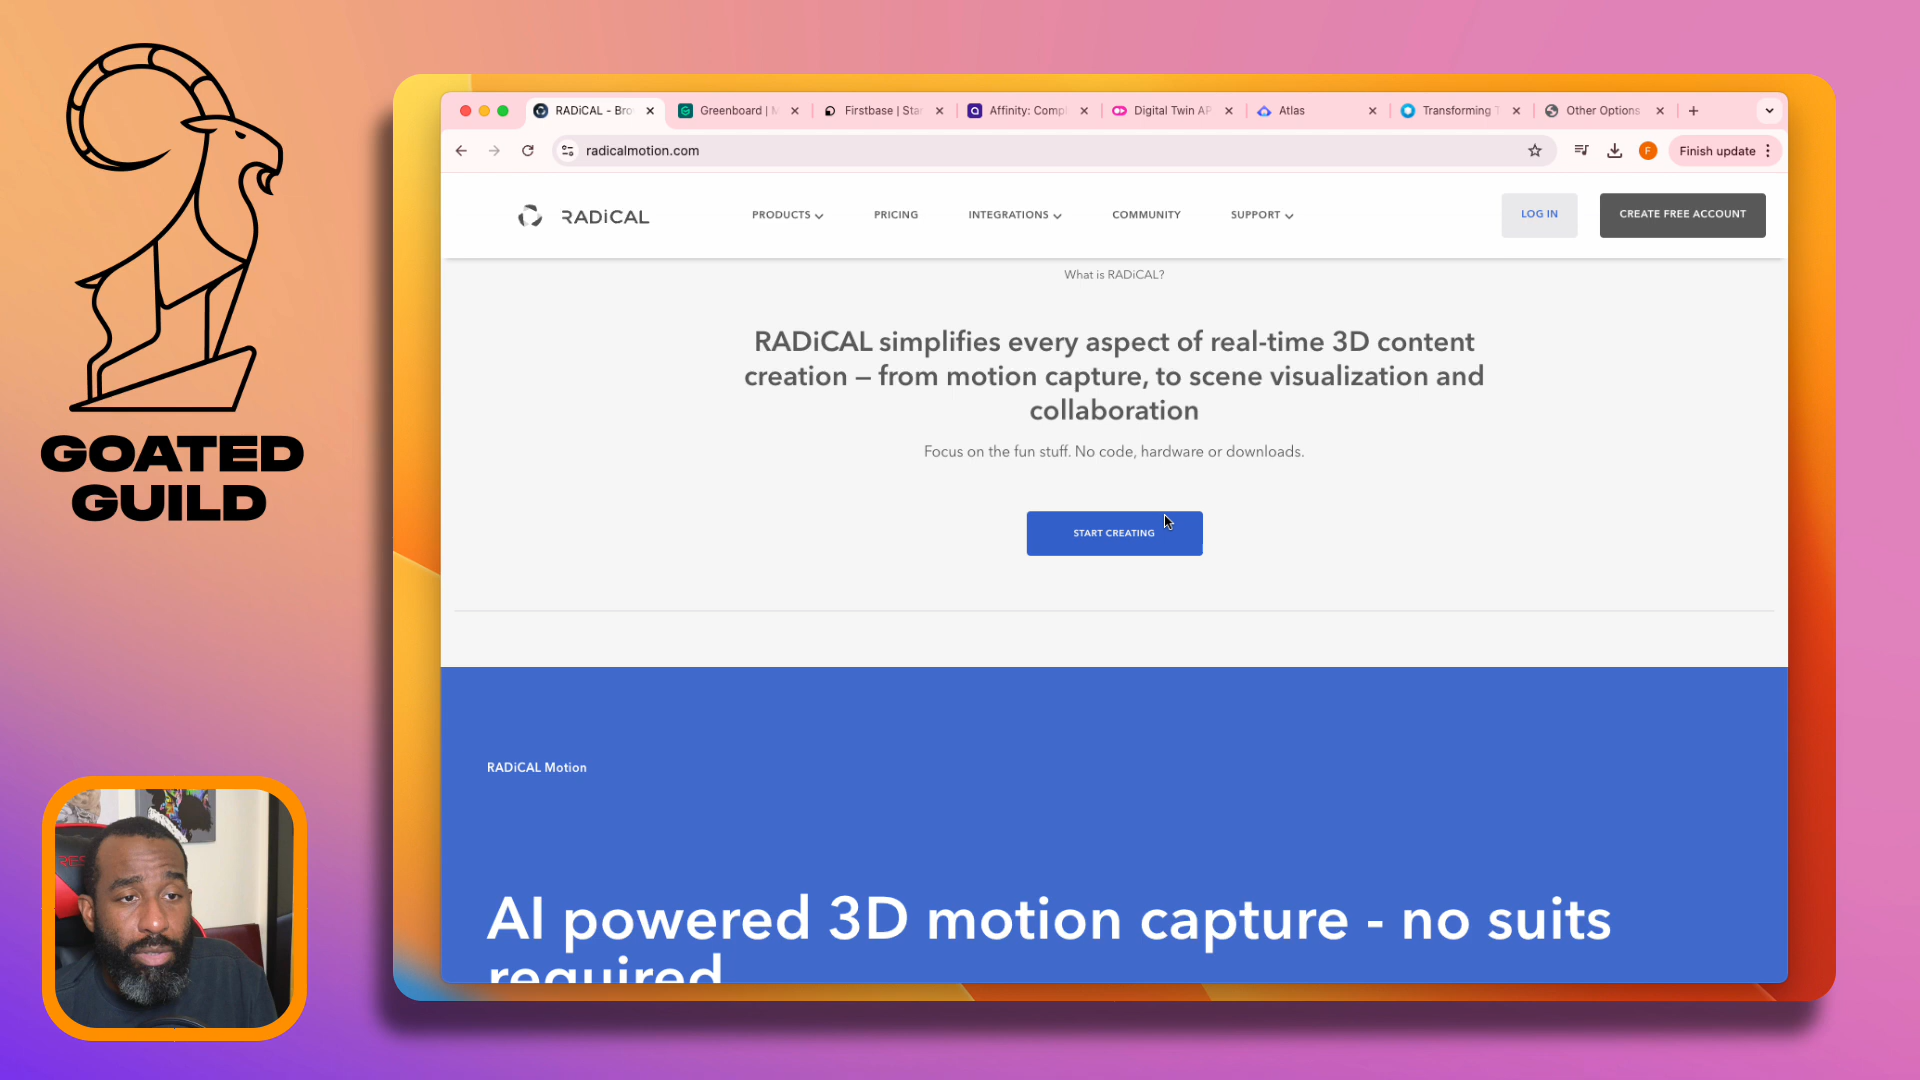 GOATED
GUILD
RADiCAL - Bro
Greenboard | M
Firstbase | Star
Affinity: Compl
Digital Twin AP
Atlas
Transforming T
Other Options
radicalmotion.com
F
Finish update
RADiCAL
PRODUCTS
PRICING
INTEGRATIONS
COMMUNITY
SUPPORT
LOG IN
CREATE FREE ACCOUNT
What is RADiCAL?
RADiCAL simplifies every aspect of real-time 3D content
creation – from motion capture, to scene visualization and
collaboration
Focus on the fun stuff. No code, hardware or downloads.
START CREATING
RADiCAL Motion
AI powered 3D motion capture - no suits
required